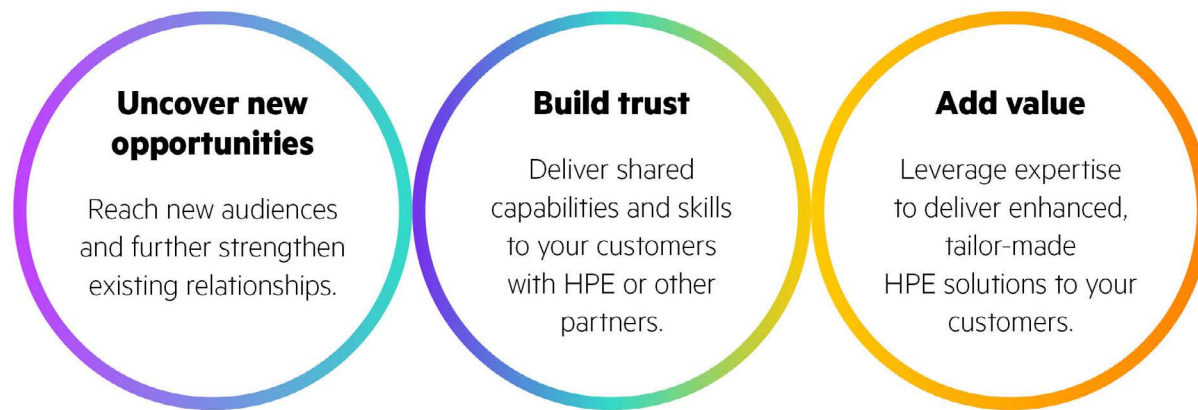 Uncover new
opportunities
Reach new audiences
and further strengthen
existing relationships.
Build trust
Deliver shared
capabilities and skills
to your customers
with HPE or other
partners.
Add value
Leverage expertise
to deliver enhanced,
tailor-made
HPE solutions to your
customers.